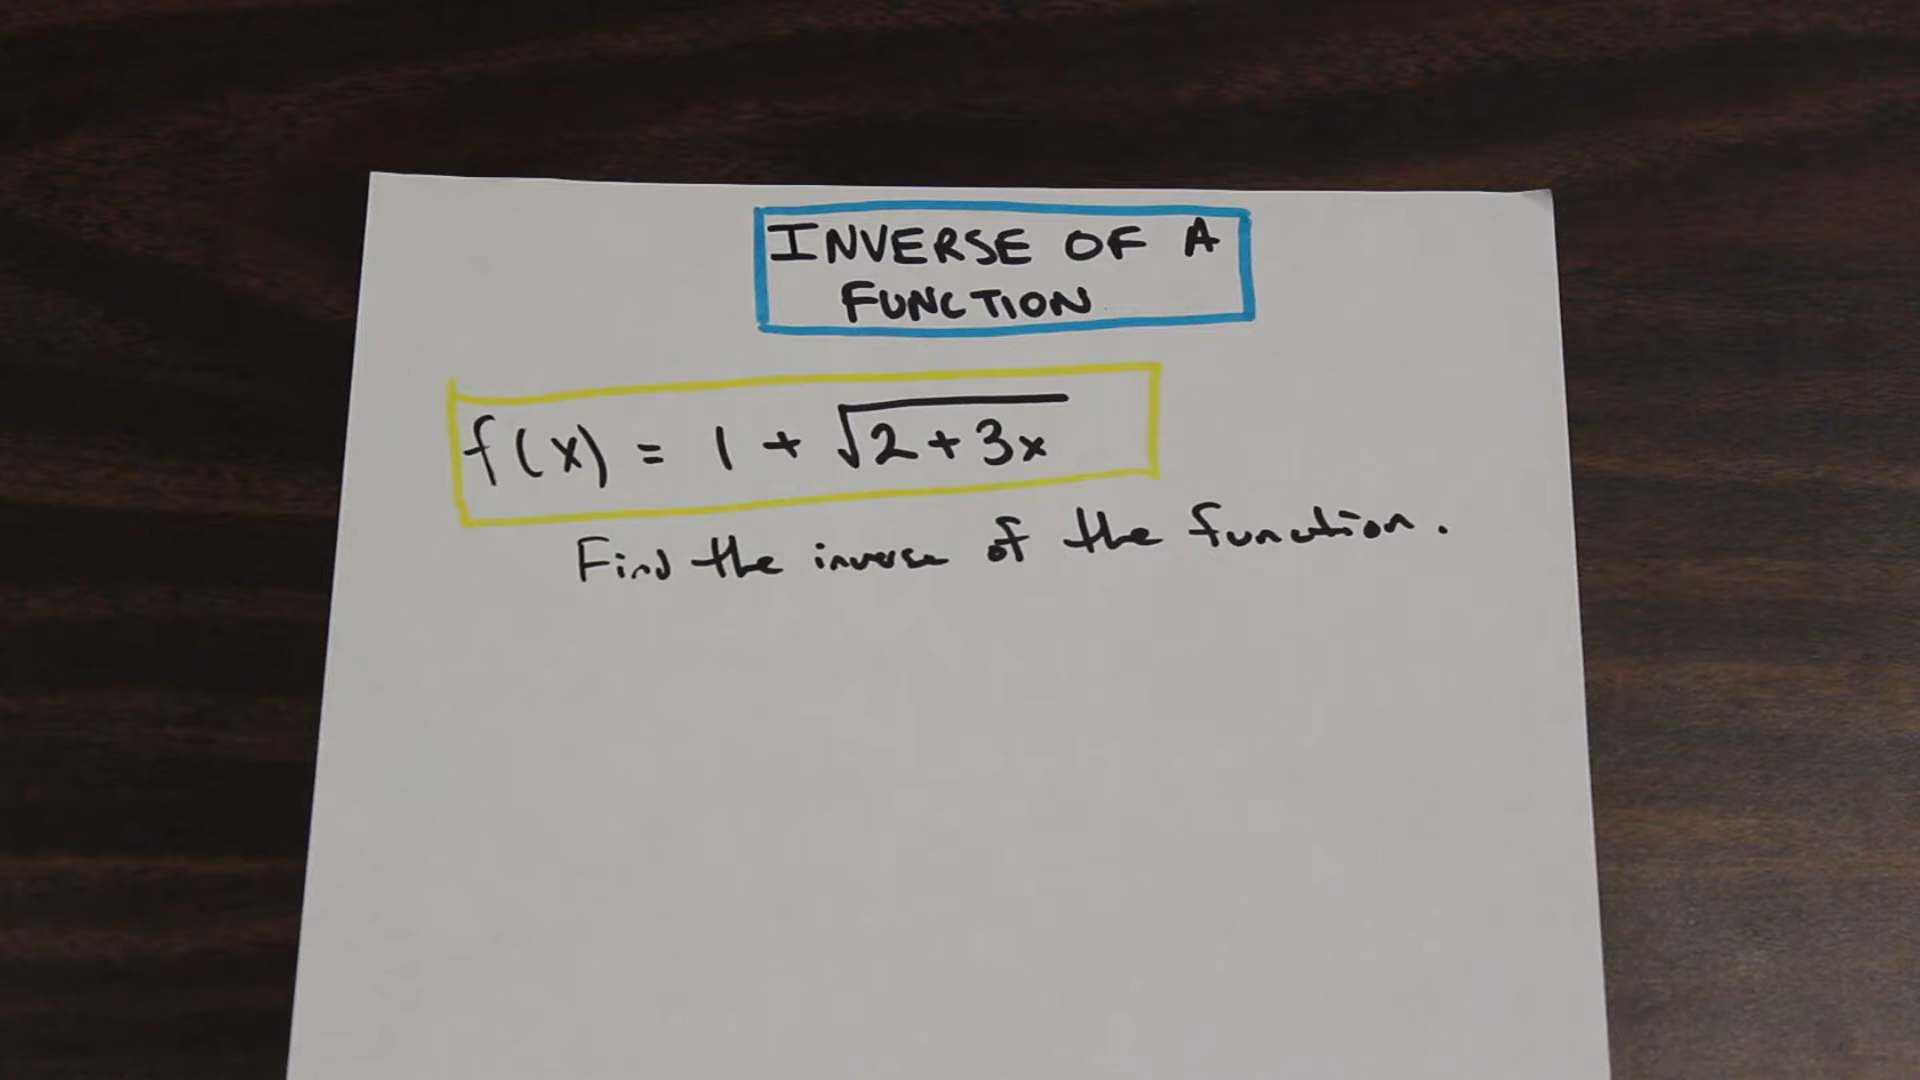 INVERSE OF A
FUNCTION
f(x) = 1 + √2+3x
Find the inverse of the function.